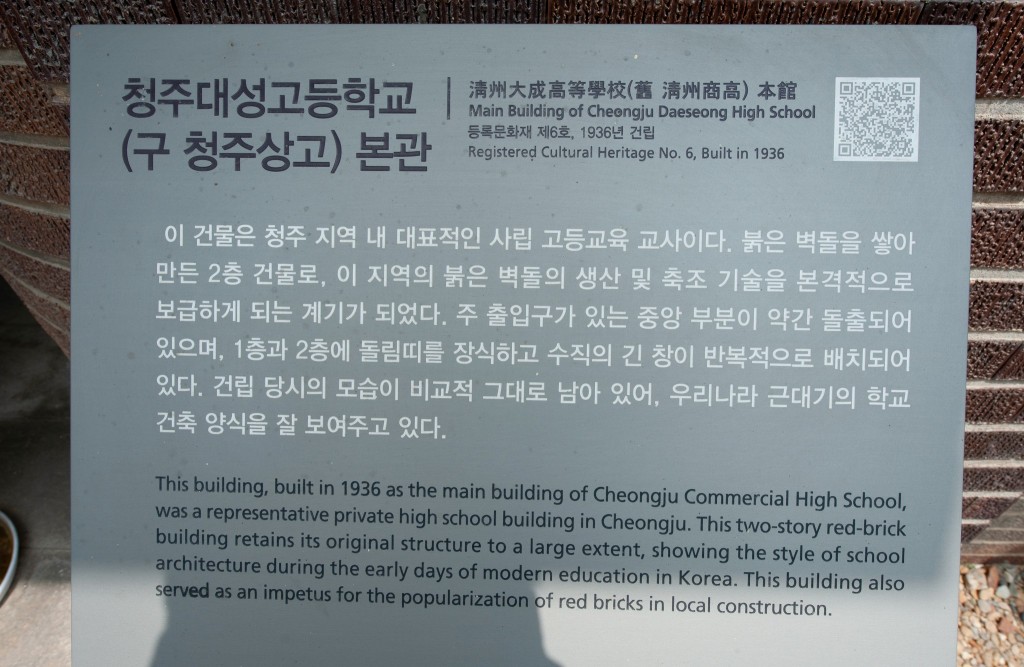 청주대성고등학교
(구 청주상고) 본관
淸州大成高等學校(舊 淸州商高) 本館
Main Building of Cheongju Daeseong High School
등록문화재 제6호, 1936년 건립
Registered Cultural Heritage No. 6, Built in 1936
이 건물은 청주 지역 내 대표적인 사립 고등교육 교사이다. 붉은 벽돌을 쌓아
만든 2층 건물로, 이 지역의 붉은 벽돌의 생산 및 축조 기술을 본격적으로
보급하게 되는 계기가 되었다. 주 출입구가 있는 중앙 부분이 약간 돌출되어
있으며, 1층과 2층에 돌림띠를 장식하고 수직의 긴 창이 반복적으로 배치되어
있다. 건립 당시의 모습이 비교적 그대로 남아 있어, 우리나라 근대기의 학교
건축 양식을 잘 보여주고 있다.
This building, built in 1936 as the main building of Cheongju Commercial High School,
was a representative private high school building in Cheongju. This two-story red-brick
building retains its original structure to a large extent, showing the style of school
architecture during the early days of modern education in Korea. This building also
served as an impetus for the popularization of red bricks in local construction.